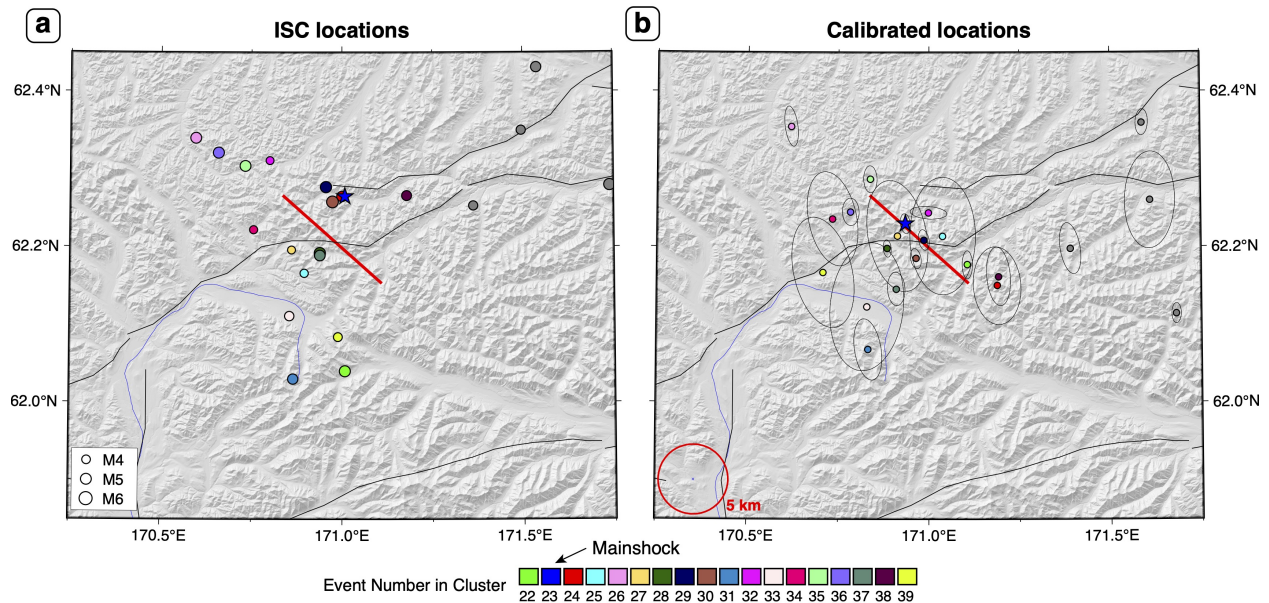 a
ISC locations
b
Calibrated locations
62.4°N
62.4°N
62.2°N
62.2°N
62.0°N
62.0°N
M4
M5
M6
5 km
170.5°E
171.0°E
171.5°E
170.5°E
171.0°E
171.5°E
Mainshock
Event Number in Cluster
22 23 24 25 26 27 28 29 30 31 32 33 34 35 36 37 38 39